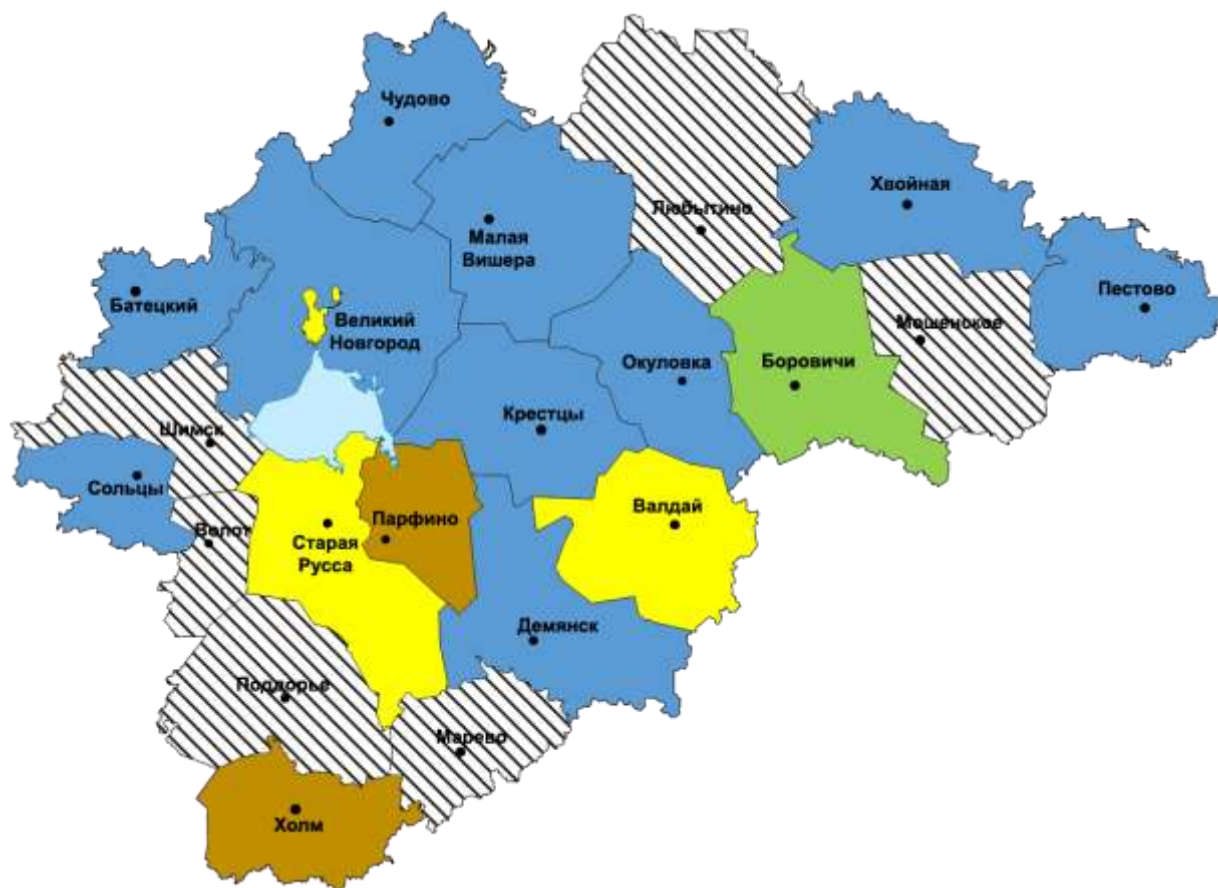 Чудово
Хвойная
Любытино
Малая
Вишера
Батецкий
Пестово
Великий
Новгород
Мошенское
Окуловка
Боровичи
Крестцы
Шимск
Сольцы
Валдай
Парфино
Волот
Старая
Русса
Демянск
Поддорье
Марево
Холм